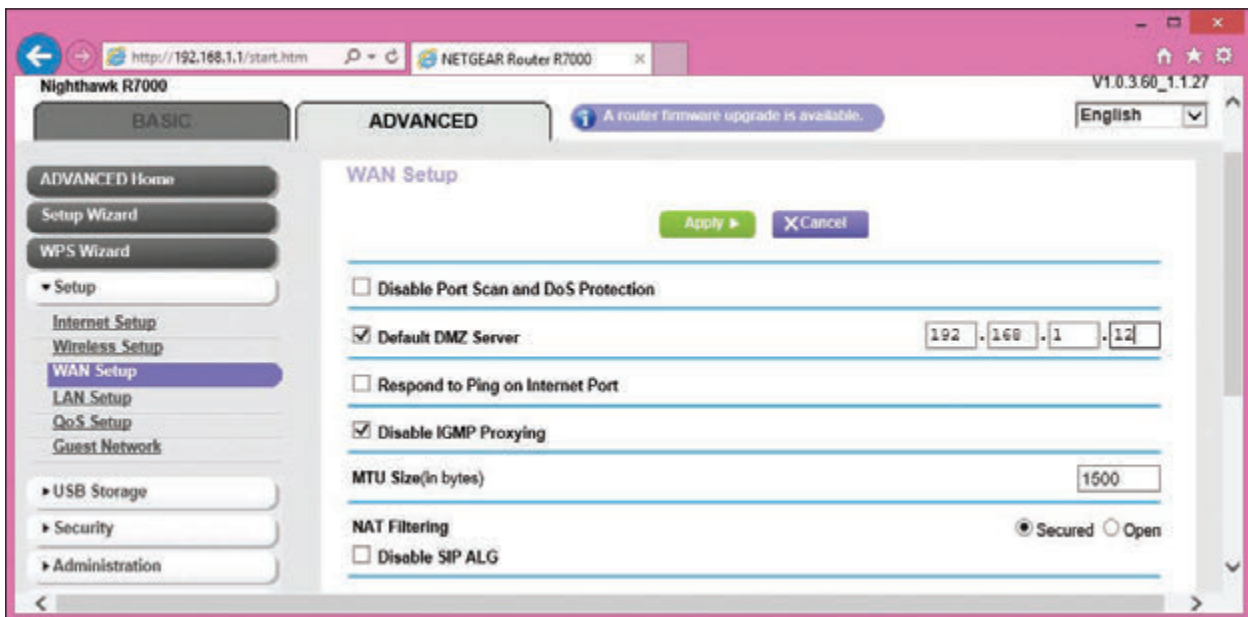 http://192.168.1.1/start.htm
NETGEAR Router R7000
Nighthawk R7000
V1.0.3.60_1.1.27
BASIC
ADVANCED
A router firmware upgrade is available.
English
ADVANCED Home
Setup Wizard
WPS Wizard
Setup
Internet Setup
Wireless Setup
WAN Setup
LAN Setup
QoS Setup
Guest Network
USB Storage
Security
Administration
WAN Setup
Apply
X Cancel
Disable Port Scan and DoS Protection
Default DMZ Server 192 . 168 . 1 . 12
Respond to Ping on Internet Port
Disable IGMP Proxying
MTU Size(in bytes) 1500
NAT Filtering Secured Open
Disable SIP ALG